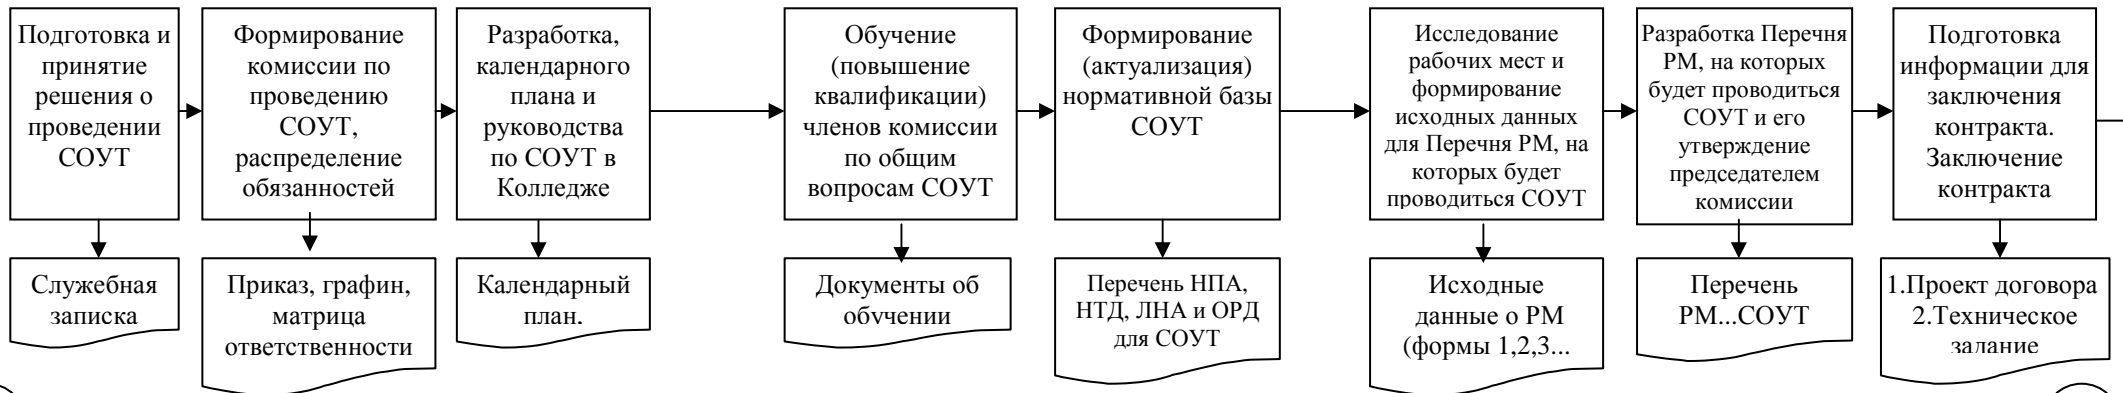 Подготовка и
принятие
решения о
проведении
СОУТ
Формирование
комиссии по
проведению
СОУТ,
распределение
обязанностей
Разработка,
календарного
плана и
руководства
по СОУТ в
Колледже
Обучение
(повышение
квалификации)
членов комиссии
по общим
вопросам СОУТ
Формирование
(актуализация)
нормативной базы
СОУТ
Исследование
рабочих мест и
формирование
исходных данных
для Перечня РМ, на
которых будет
проводиться СОУТ
Разработка Перечня
РМ, на которых
будет проводиться
СОУТ и его
утверждение
председателем
комиссии
Подготовка
информации для
заключения
контракта.
Заключение
контракта
Служебная
записка
Приказ, графин,
матрица
ответственности
Календарный
план.
Документы об
обучении
Перечень НПА,
НТД, ЛНА и ОРД
для СОУТ
Исходные
данные о РМ
(формы 1,2,3...
Перечень
РМ...СОУТ
1.Проект договора
2.Техническое
задание